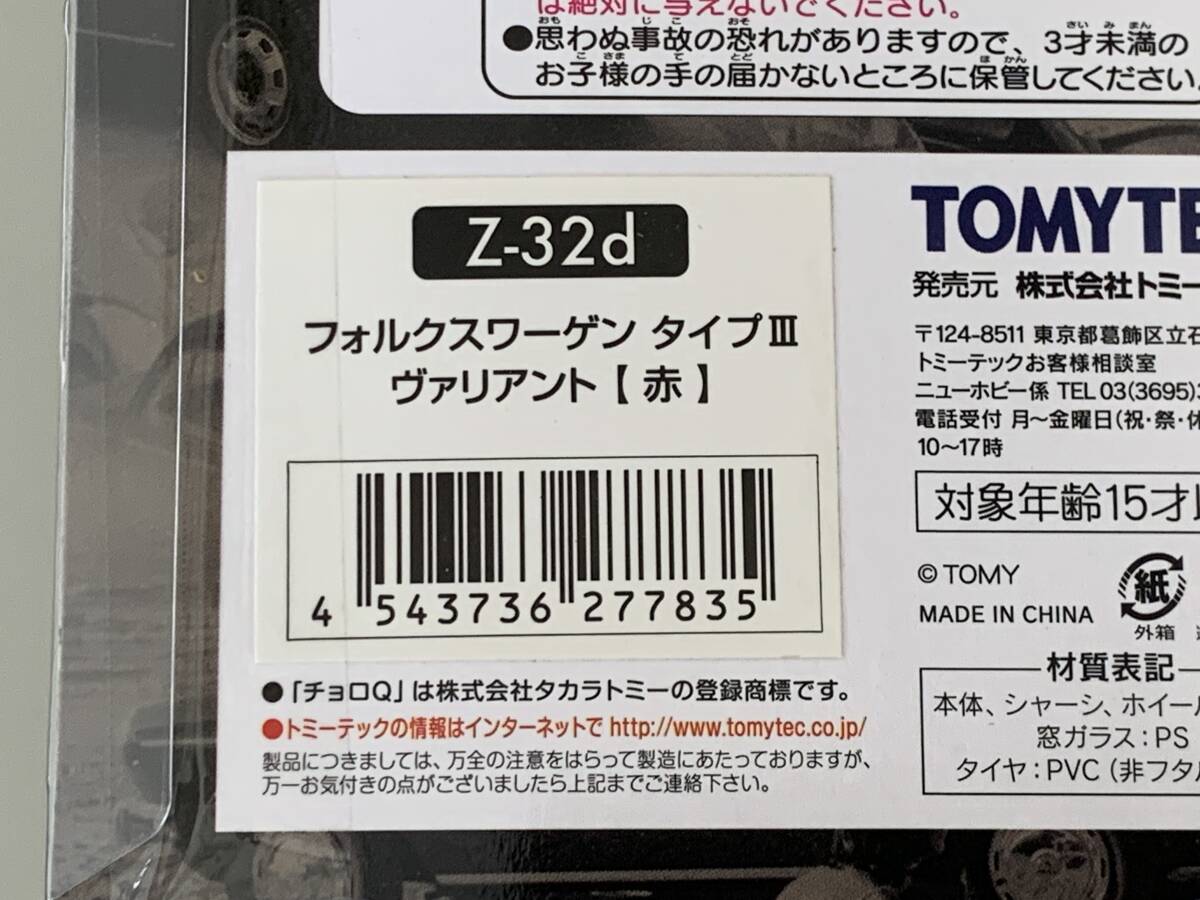 は絶対に与えないでください。
●思わぬ事故の恐れがありますので、3才未満の
お子様の手の届かないところに保管してください。
Z-32d
フォルクスワーゲン タイプⅢ
ヴァリアント【 赤 】
4 543736 277835
●「チョロQ」は株式会社タカラトミーの登録商標です。
●トミーテックの情報はインターネットで http://www.tomytec.co.jp/
製品につきましては、万全の注意をはらって製造にあたっておりますが、
万一お気付きの点がございましたら上記までご連絡下さい。
TOMYTE
発売元 株式会社トミー
〒124-8511 東京都葛飾区立石
トミーテックお客様相談室
ニューホビー係 TEL 03(3695)3
電話受付 月～金曜日(祝・祭・休
10～17時
対象年齢15才以
© TOMY
MADE IN CHINA
紙
外箱
材質表記
本体、シャーシ、ホイール
窓ガラス：PS
タイヤ：PVC（非フタル